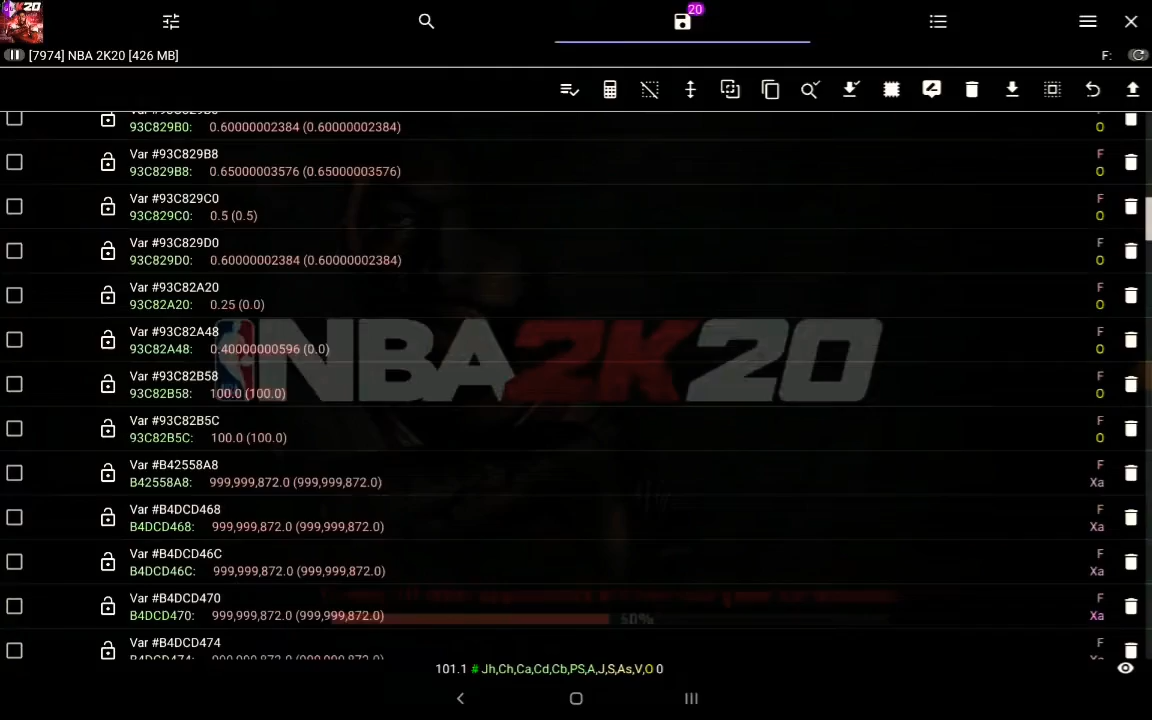 20
20
[7974] NBA 2K20 [426 MB]
F:
93C829B0: 0.60000002384 (0.60000002384)
O
Var #93C829B8
F
93C829B8: 0.65000003576 (0.65000003576)
O
Var #93C829C0
F
93C829C0: 0.5 (0.5)
O
Var #93C829D0
F
93C829D0: 0.60000002384 (0.60000002384)
O
Var #93C82A20
F
93C82A20: 0.25 (0.0)
O
Var #93C82A48
F
93C82A48: 0.40000000596 (0.0)
O
NBA2K20
Var #93C82B58
F
93C82B58: 100.0 (100.0)
O
Var #93C82B5C
F
93C82B5C: 100.0 (100.0)
O
Var #B42558A8
F
B42558A8: 999,999,872.0 (999,999,872.0)
Xa
Var #B4DCD468
F
B4DCD468: 999,999,872.0 (999,999,872.0)
Xa
Var #B4DCD46C
F
B4DCD46C: 999,999,872.0 (999,999,872.0)
Xa
Var #B4DCD470
F
B4DCD470: 999,999,872.0 (999,999,872.0)
Xa
50%
Var #B4DCD474
F
101.1 # Jh,Ch,Ca,Cd,Cb,PS,A,J,S,As,V,O 0